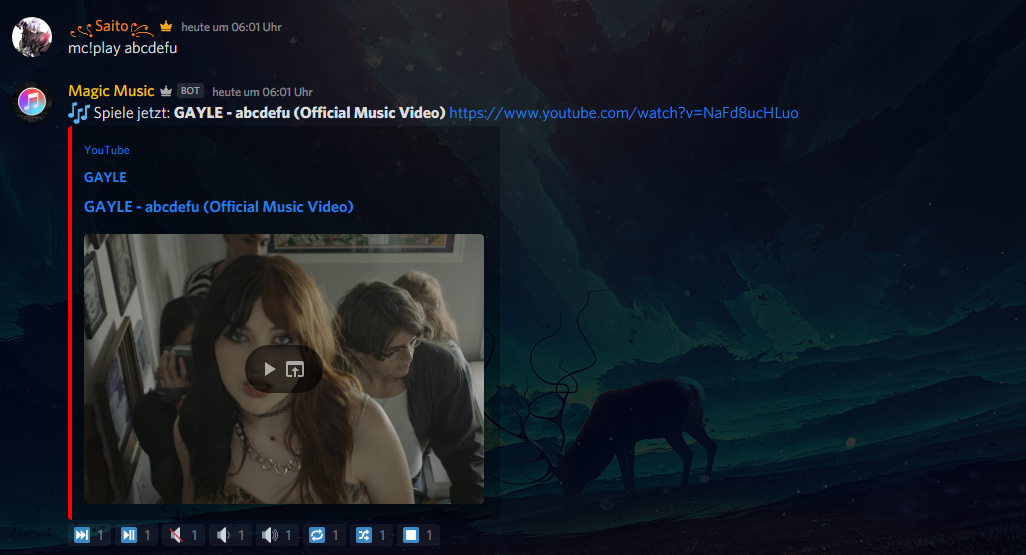 Saito heute um 06:01 Uhr
mc!play abcdefu
Magic Music BOT heute um 06:01 Uhr
Spiele jetzt: GAYLE - abcdefu (Official Music Video) https://www.youtube.com/watch?v=NaFd8ucHLuo
YouTube
GAYLE
GAYLE - abcdefu (Official Music Video)
1 1 1 1 1 1 1 1